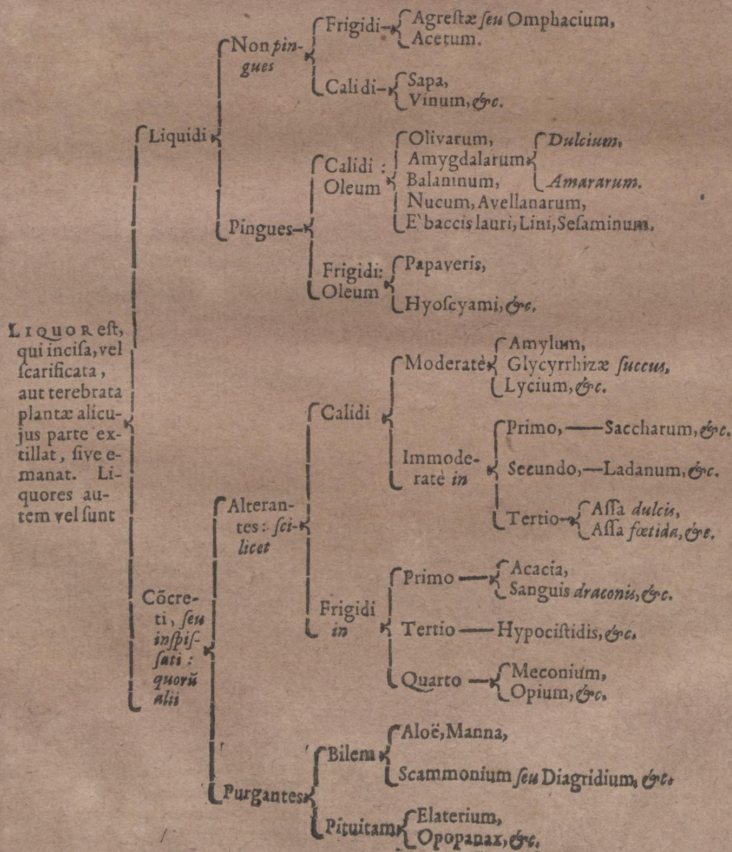 LIQUOR eſt,
qui inciſa, vel
ſcarificata,
aut terebrata
plantæ alicu-
jus parte ex-
tillat, ſive e-
manat. Li-
quores au-
tem vel ſunt
Liquidi
Non pin-
gues
Frigidi
Agreſtæ ſeu Omphacium,
Acetum.
Calidi
Sapa,
Vinum, &c.
Pingues
Calidi:
Oleum
Olivarum,
Amygdalarum
Dulcium.
Amararum.
Balaninum,
Nucum, Avellanarum,
E baccis lauri, Lini, Seſaminum.
Frigidi:
Oleum
Papaveris,
Hyoſcyami, &c.
Cõcre-
ti, ſeu
inſpiſ-
ſati:
quorũ
alii
Alteran-
tes: ſci-
licet
Calidi
Moderatè
Amylum,
Glycyrrhizæ ſuccus,
Lycium, &c.
Immode-
ratè in
Primo, Saccharum, &c.
Secundo, Ladanum, &c.
Tertio
Aſſa dulcis,
Aſſa fœtida, &c.
Frigidi
in
Primo
Acacia,
Sanguis draconis, &c.
Tertio Hypociſtidis, &c.
Quarto
Meconium,
Opium, &c.
Purgantes
Bilem
Aloë, Manna,
Scammonium ſeu Diagridium, &c.
Pituitam
Elaterium,
Opopanax, &c.